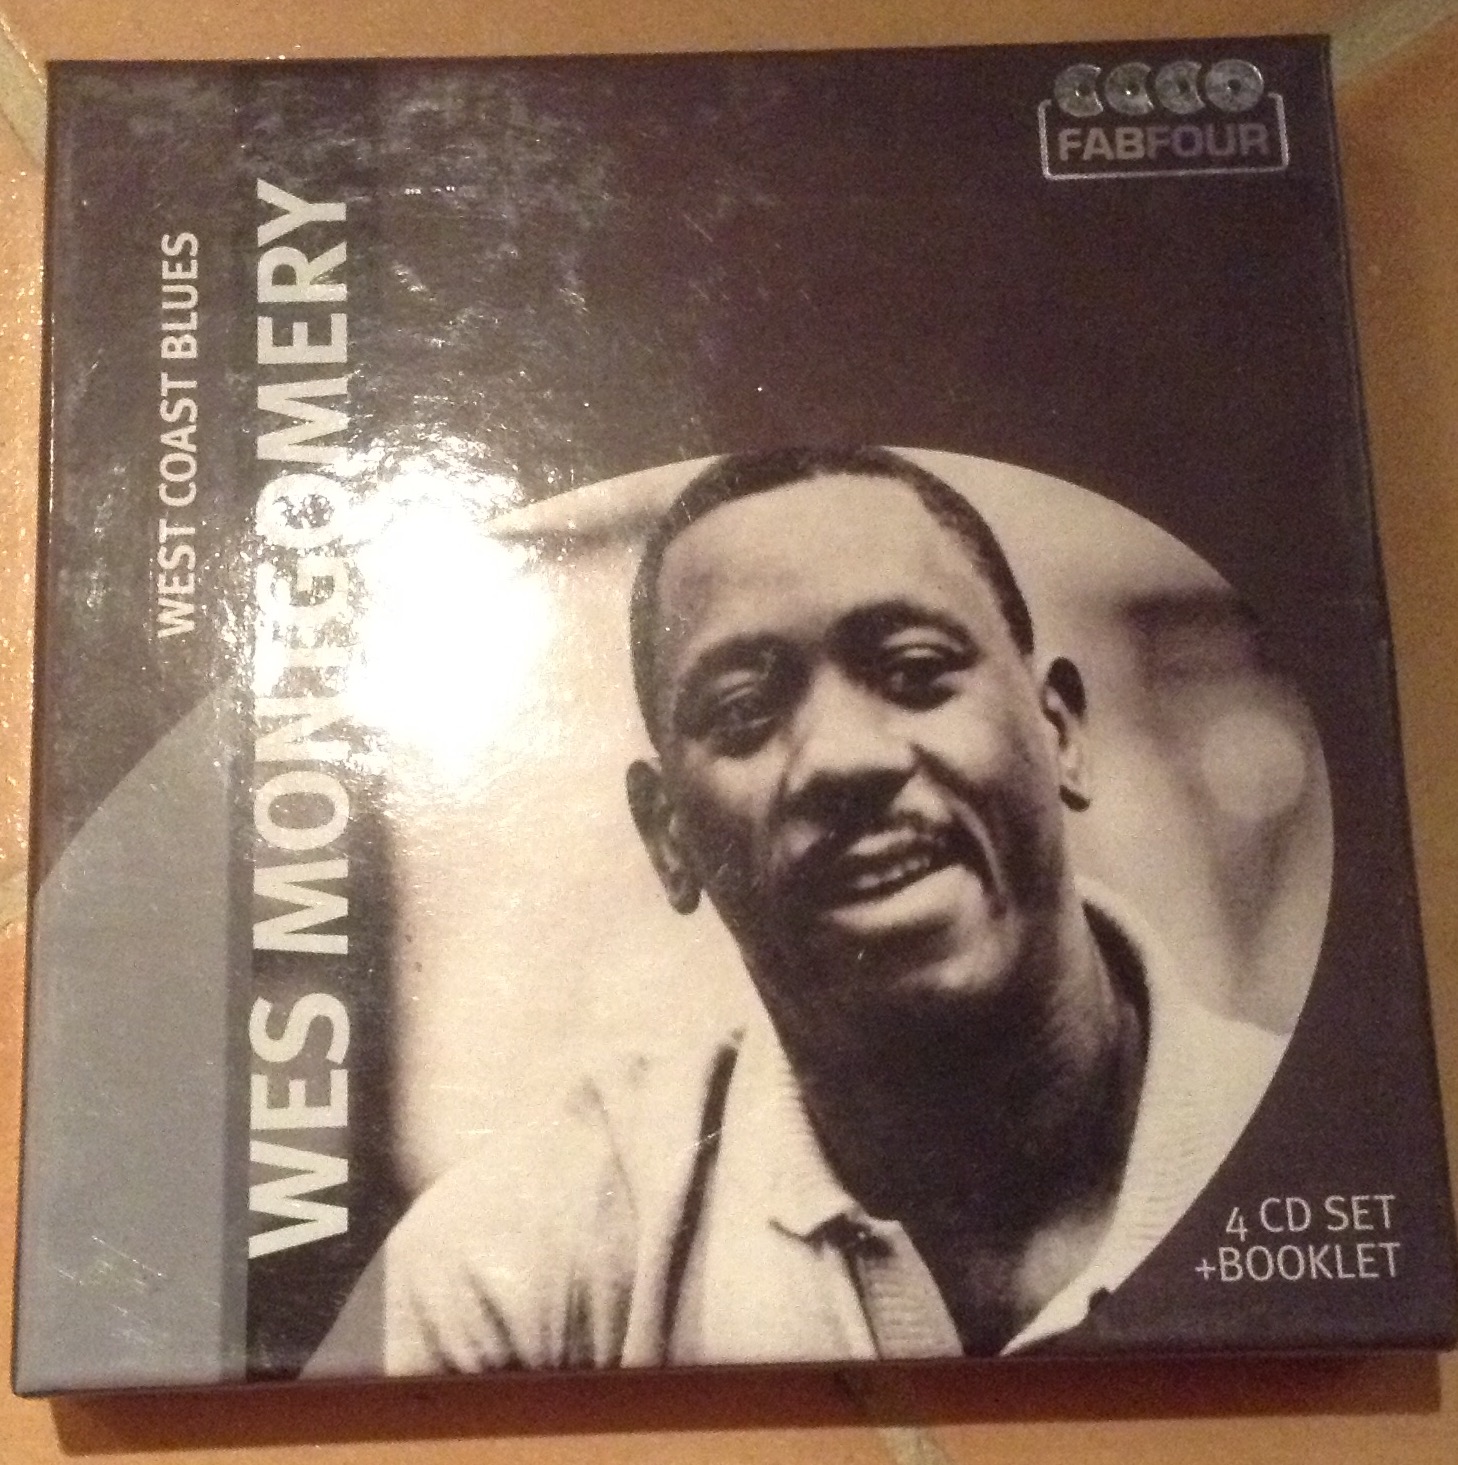 FABFOUR
WEST COAST BLUES
WES MONTGOMERY
4 CD SET
+BOOKLET